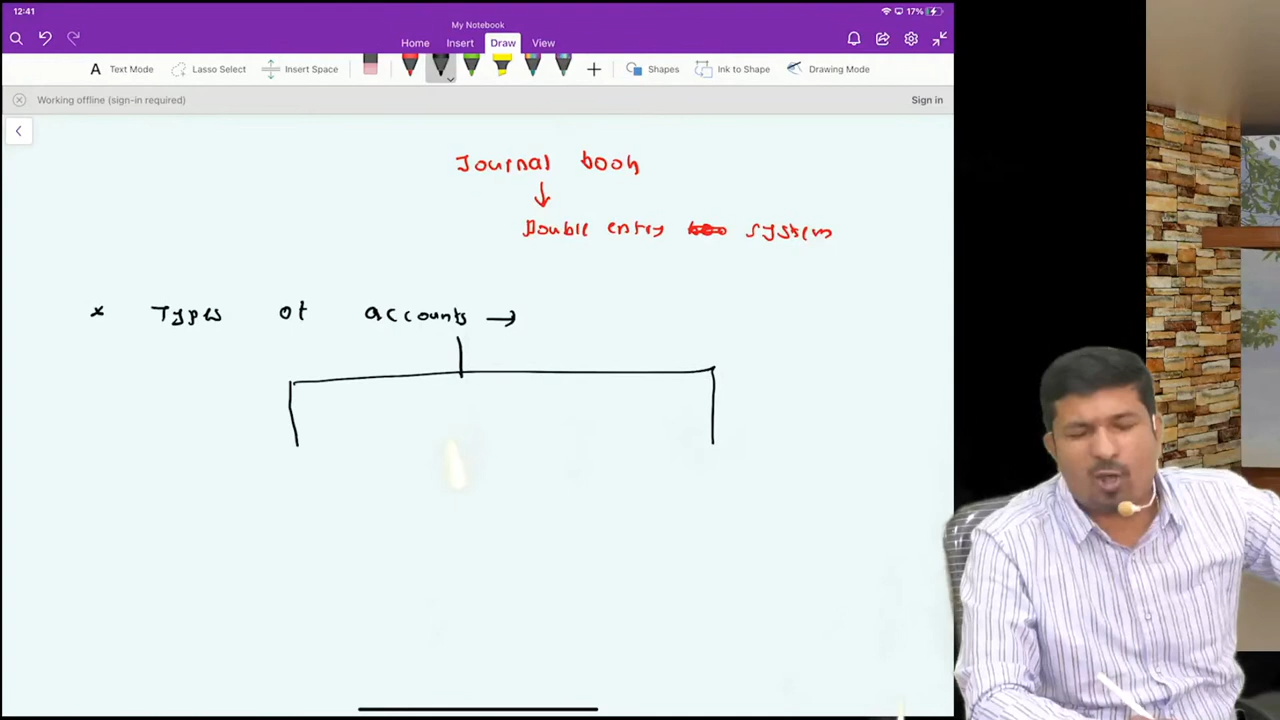 12:41
17%
My Notebook
Home Insert Draw View
Text Mode Lasso Select Insert Space Shapes Ink to Shape Drawing Mode
Working offline (sign-in required) Sign in
Journal book
Double entry system
* Types of accounts →